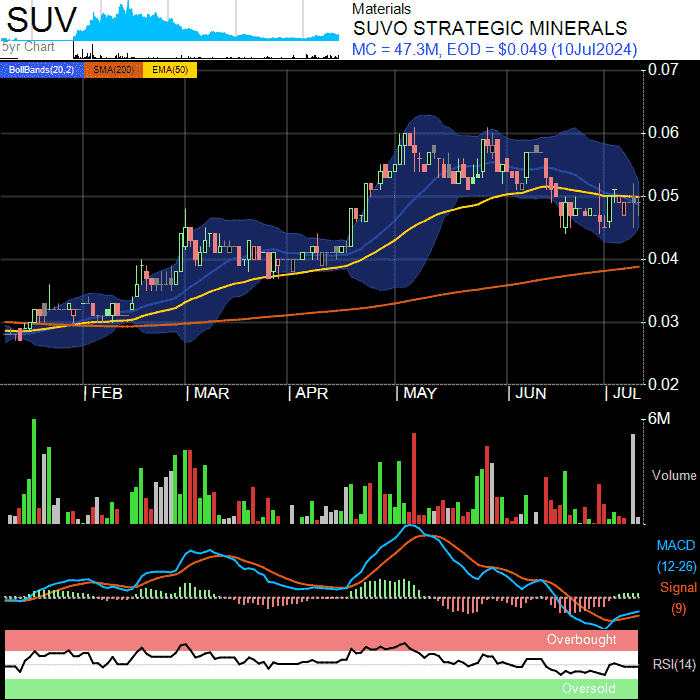 SUV
Materials
SUVO STRATEGIC MINERALS
5yr Chart
MC = 47.3M, EOD = $0.049 (10Jul2024)
BollBands(20,2) SMA(200) EMA(50)
0.07
0.06
0.05
0.04
0.03
0.02
FEB MAR APR MAY JUN JUL
6M
Volume
MACD
(12-26)
Signal
(9)
Overbought
RSI(14)
Oversold